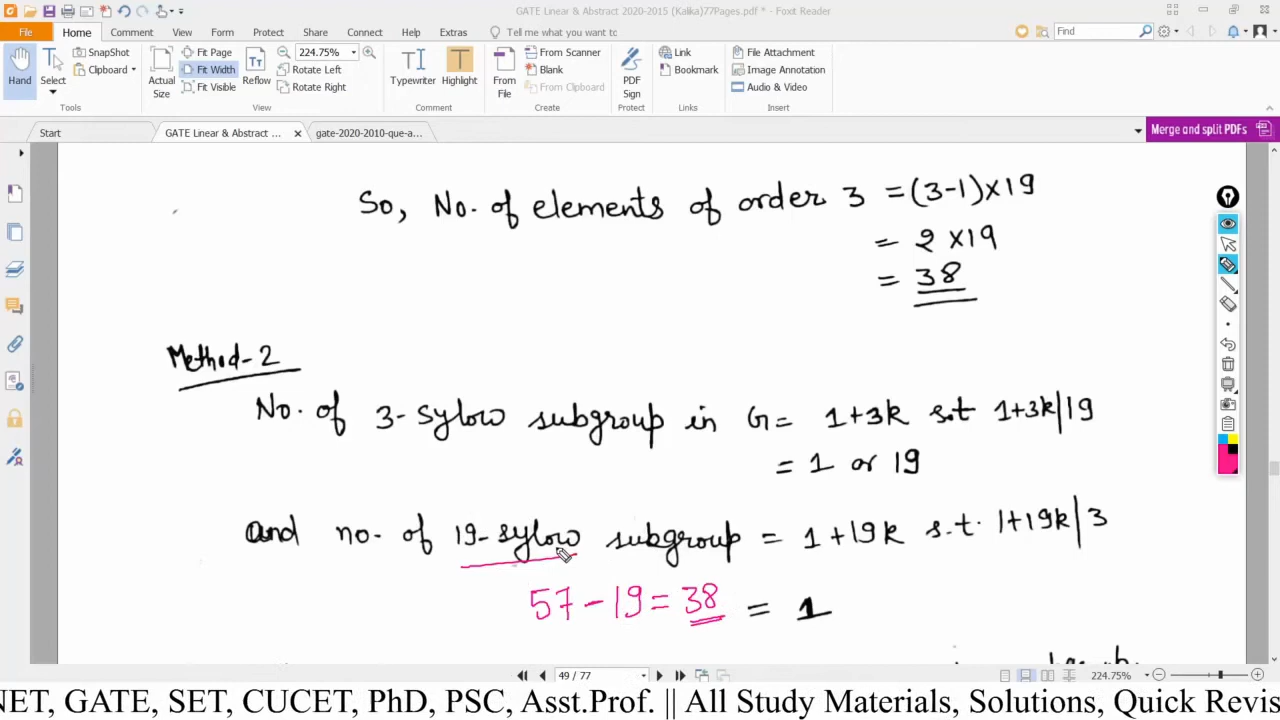 GATE Linear & Abstract 2020-2015 (Kalika)77Pages.pdf * - Foxit Reader
File Home Comment View Form Protect Share Connect Help Extras Tell me what you want to Find
Hand Select SnapShot Clipboard Actual Size Fit Page Fit Width Fit Visible Reflow 224.75% Rotate Left Rotate Right Typewriter Highlight From File From Scanner Blank From Clipboard PDF Sign Link Bookmark File Attachment Image Annotation Audio & Video
Tools View Comment Create Protect Links Insert
Start GATE Linear & Abstract ... gate-2020-2010-que-a... Merge and split PDFs
So, No. of elements of order 3 = (3-1)×19
= 2 ×19
= 38
Method-2
No. of 3-sylow subgroup in G = 1+3k s.t 1+3k|19
= 1 or 19
and no. of 19-sylow subgroup = 1+19k s.t. 1+19k|3
57-19=38 = 1
49 / 77 224.75%
NET, GATE, SET, CUCET, PhD, PSC, Asst.Prof. || All Study Materials, Solutions, Quick Revis